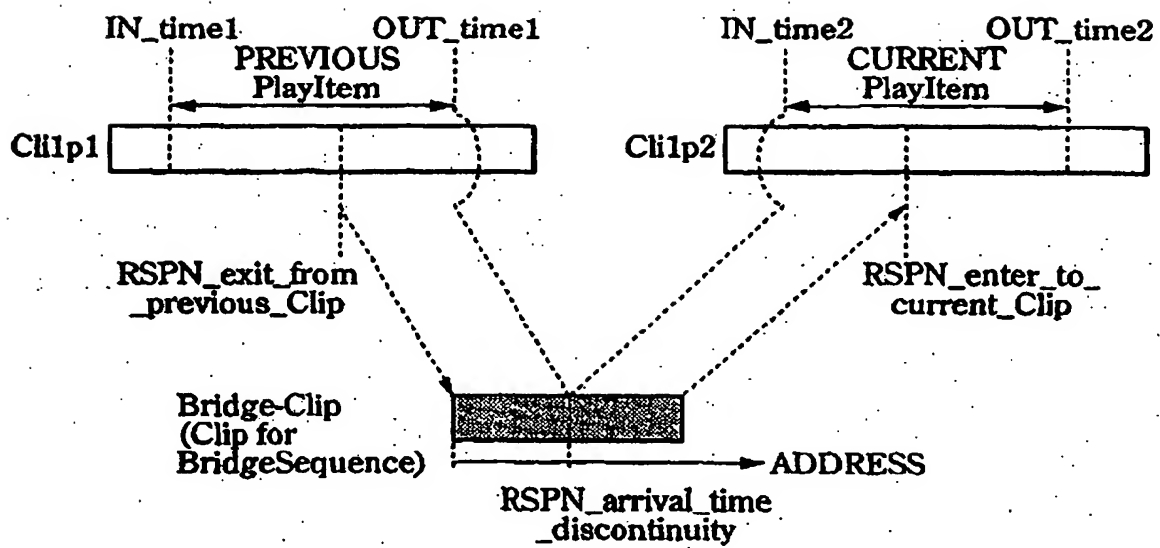 IN_time1
OUT_time1
IN_time2
OUT_time2
PREVIOUS
PlayItem
CURRENT
PlayItem
Cli1p1
Cli1p2
RSPN_exit_from
_previous_Clip
RSPN_enter_to_
current_Clip
Bridge-Clip
(Clip for
BridgeSequence)
ADDRESS
RSPN_arrival_time
_discontinuity